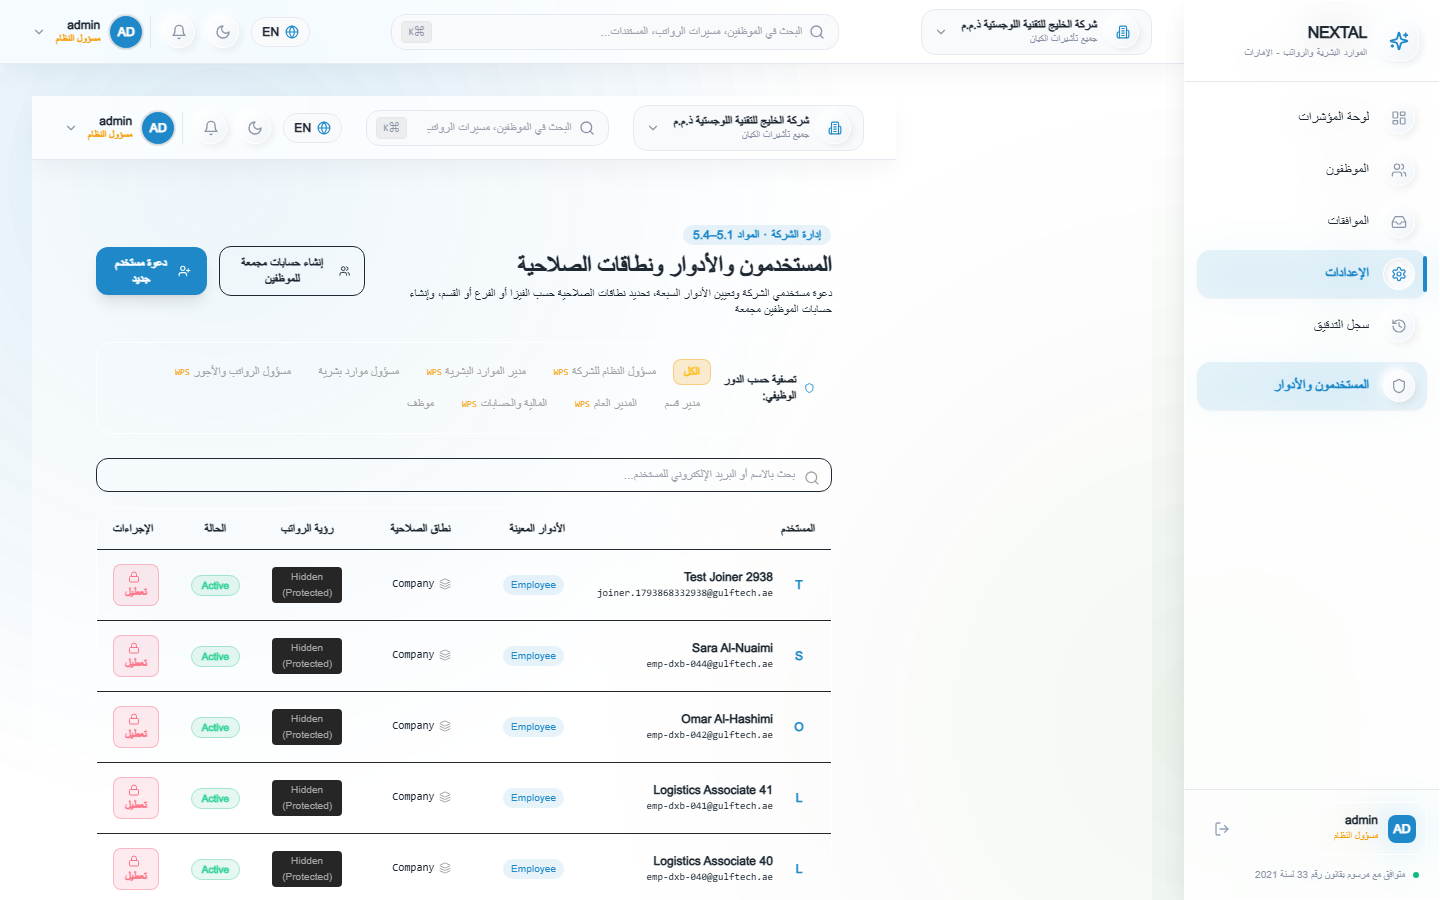 NEXTAL
الموارد البشرية والرواتب - الإمارات
لوحة المؤشرات
الموظفون
الموافقات
الإعدادات
سجل التدقيق
المستخدمون والأدوار
admin
AD
مسؤول النظام
متوافق مع مرسوم بقانون رقم 33 لسنة 2021
شركة الخليج للتقنية اللوجستية ذ.م.م
جميع تأشيرات الكيان
البحث في الموظفين، مسيرات الرواتب، المستندات...
⌘K
EN
AD
admin
مسؤول النظام
شركة الخليج للتقنية اللوجستية ذ.م.م
جميع تأشيرات الكيان
البحث في الموظفين، مسيرات الرواتب
⌘K
EN
AD
admin
مسؤول النظام
إدارة الشركة · المواد 5.1–5.4
المستخدمون والأدوار ونطاقات الصلاحية
دعوة مستخدمي الشركة وتعيين الأدوار السبعة، تحديد نطاقات الصلاحية حسب الفيزا أو الفرع أو القسم، وإنشاء
حسابات الموظفين مجمعة
إنشاء حسابات مجمعة
للموظفين
دعوة مستخدم
جديد
تصفية حسب الدور
الوظيفي:
الكل
مسؤول النظام للشركة WPS
مدير الموارد البشرية WPS
مسؤول موارد بشرية
مسؤول الرواتب والأجور WPS
مدير قسم
المدير العام WPS
المالية والحسابات WPS
موظف
بحث بالاسم أو البريد الإلكتروني للمستخدم...
المستخدم
الأدوار المعينة
نطاق الصلاحية
رؤية الرواتب
الحالة
الإجراءات
T
Test Joiner 2938
joiner.1793868332938@gulftech.ae
Employee
Company
Hidden
(Protected)
Active
تعطيل
S
Sara Al-Nuaimi
emp-dxb-044@gulftech.ae
Employee
Company
Hidden
(Protected)
Active
تعطيل
O
Omar Al-Hashimi
emp-dxb-042@gulftech.ae
Employee
Company
Hidden
(Protected)
Active
تعطيل
L
Logistics Associate 41
emp-dxb-041@gulftech.ae
Employee
Company
Hidden
(Protected)
Active
تعطيل
L
Logistics Associate 40
emp-dxb-040@gulftech.ae
Employee
Company
Hidden
(Protected)
Active
تعطيل